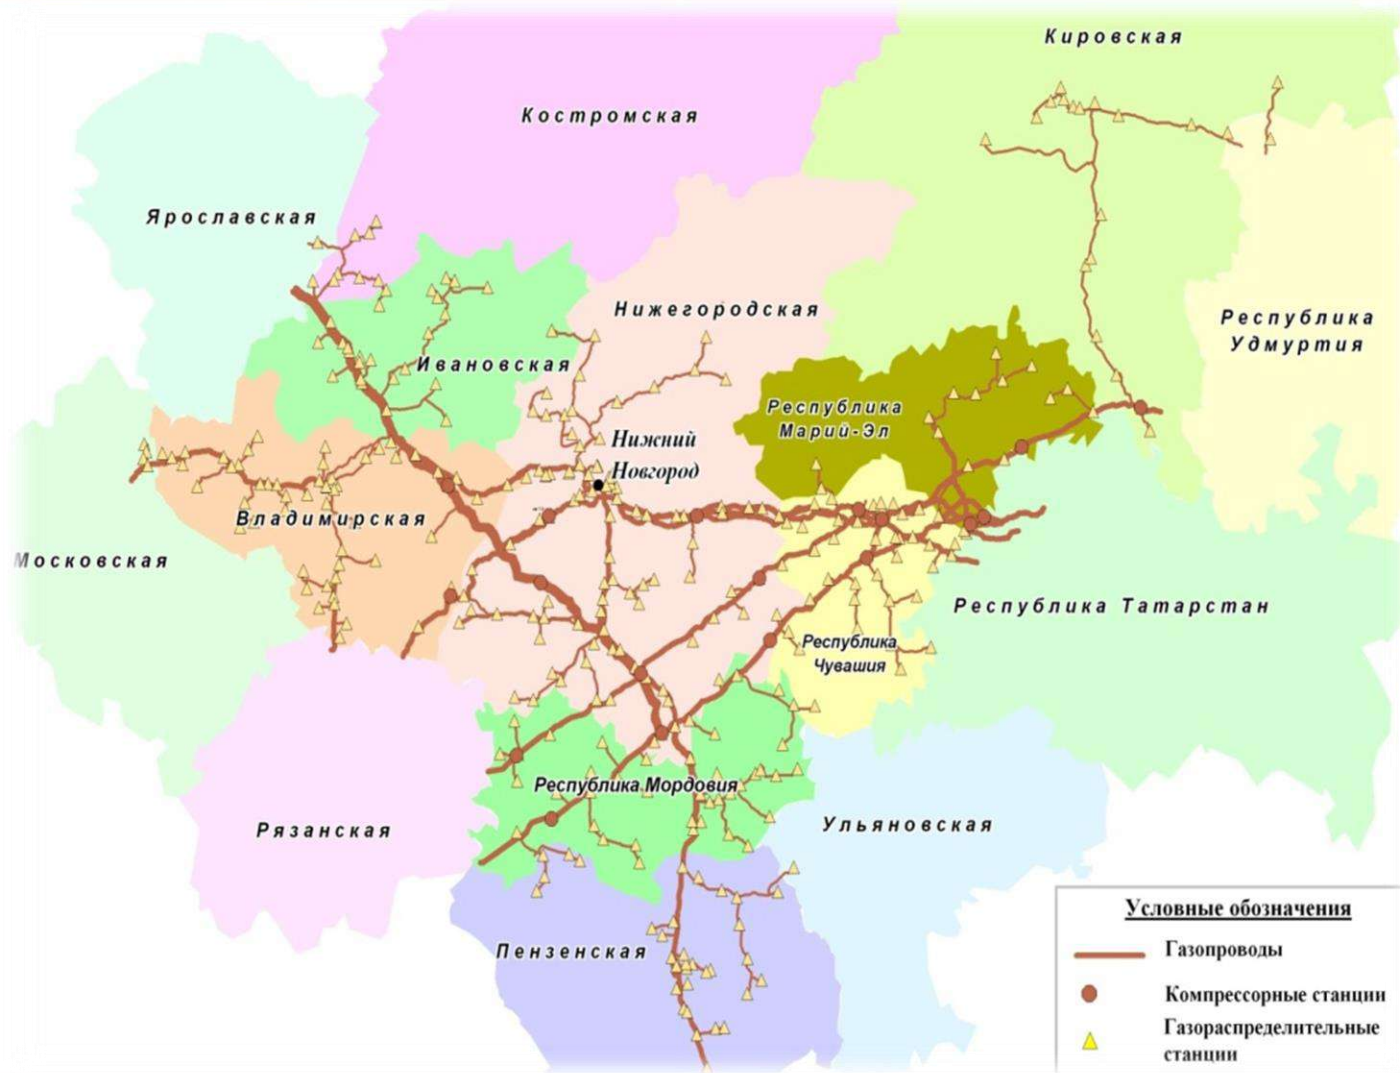 Кировская
Костромская
Ярославская
Нижегородская
Республика
Удмуртия
Ивановская
Республика
Марий-Эл
Нижний
Новгород
Владимирская
Московская
Республика Татарстан
Республика
Чувашия
Республика Мордовия
Рязанская
Ульяновская
Пензенская
Условные обозначения
Газопроводы
Компрессорные станции
Газораспределительные
станции